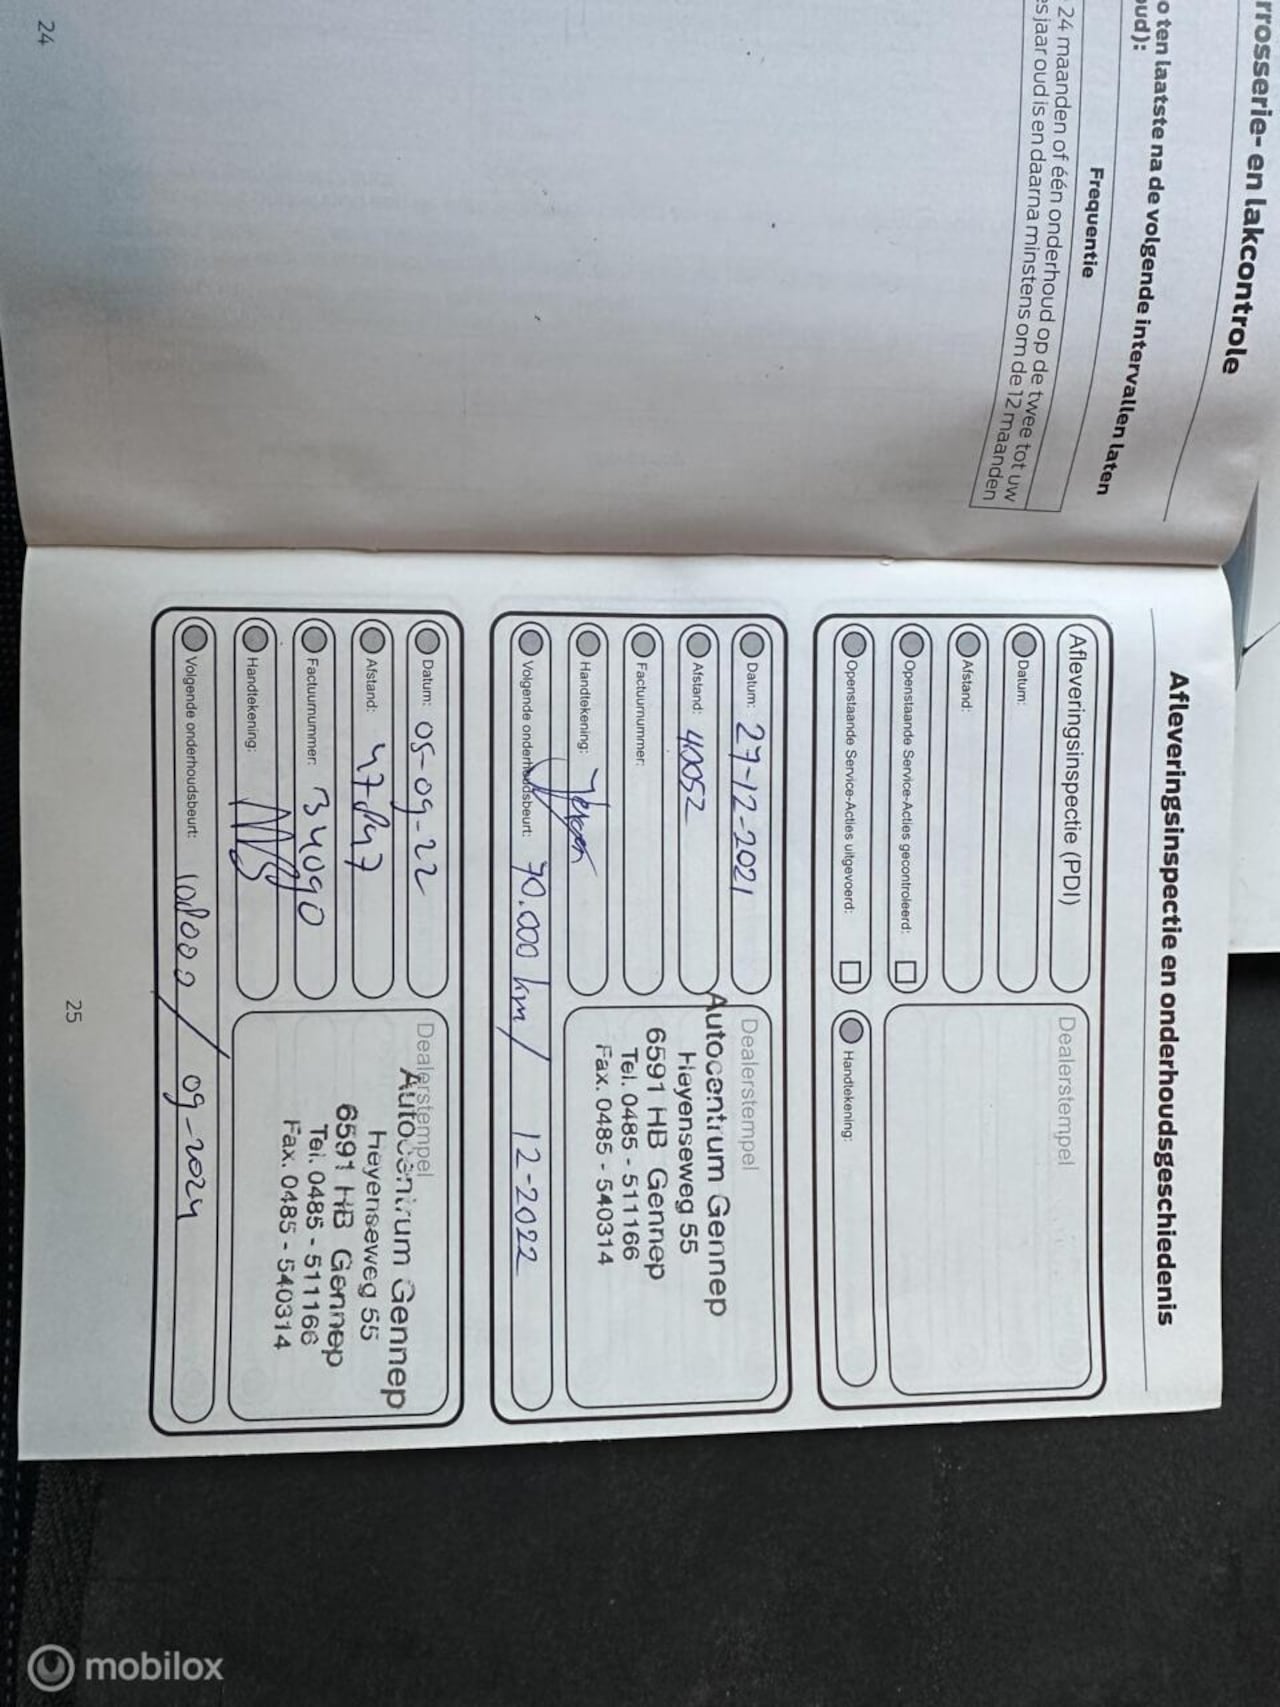 rrosserie- en lakcontrole
o ten laatste na de volgende intervallen laten
oud):
Frequentie
24 maanden of één onderhoud op de twee tot uw
es jaar oud is en daarna minstens om de 12 maanden
24
Afleveringsinspectie en onderhoudsgeschiedenis
Afleveringsinspectie (PDI)
Datum:
Afstand:
Openstaande Service-Acties gecontroleerd:
Openstaande Service-Acties uitgevoerd:
Dealerstempel
Handtekening:
Datum: 27-12-2021
Afstand: 40052
Factuurnummer:
Handtekening:
Dealerstempel
Autocentrum Gennep
Heyenseweg 55
6591 HB Gennep
Tel. 0485 - 511166
Fax. 0485 - 540314
Volgende onderhoudsbeurt: 70.000 km / 12-2022
Datum: 05-09-22
Afstand:
Factuurnummer: 34090
Handtekening:
Dealerstempel
Autocentrum Gennep
Heyenseweg 55
6591 HB Gennep
Tel. 0485 - 511166
Fax. 0485 - 540314
Volgende onderhoudsbeurt: / 09-2024
25
mobilox